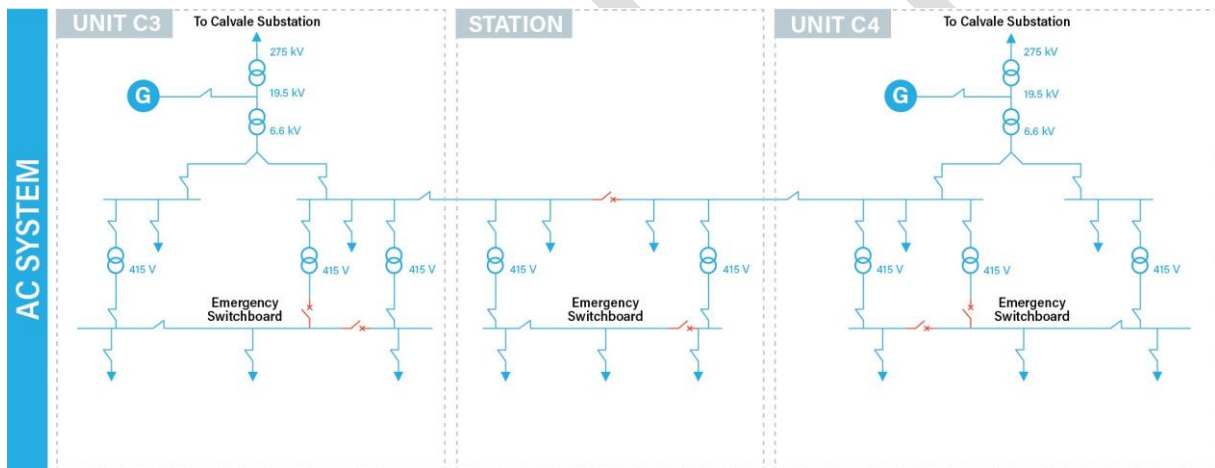 AC SYSTEM
UNIT C3
To Calvale Substation
275 kV
G
19.5 kV
6.6 kV
415 V
415 V
415 V
Emergency
Switchboard
STATION
415 V
415 V
Emergency
Switchboard
UNIT C4
To Calvale Substation
275 kV
G
19.5 kV
6.6 kV
415 V
415 V
415 V
Emergency
Switchboard